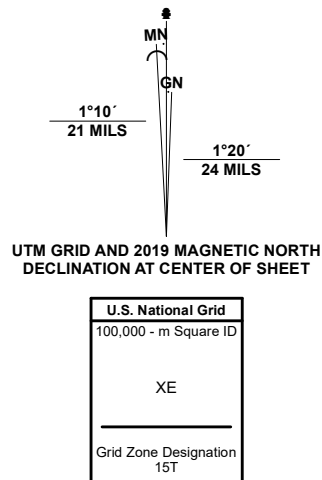 MN
GN
1°10´
21 MILS
1°20´
24 MILS
UTM GRID AND 2019 MAGNETIC NORTH
DECLINATION AT CENTER OF SHEET
U.S. National Grid
100,000 - m Square ID
XE
Grid Zone Designation
15T